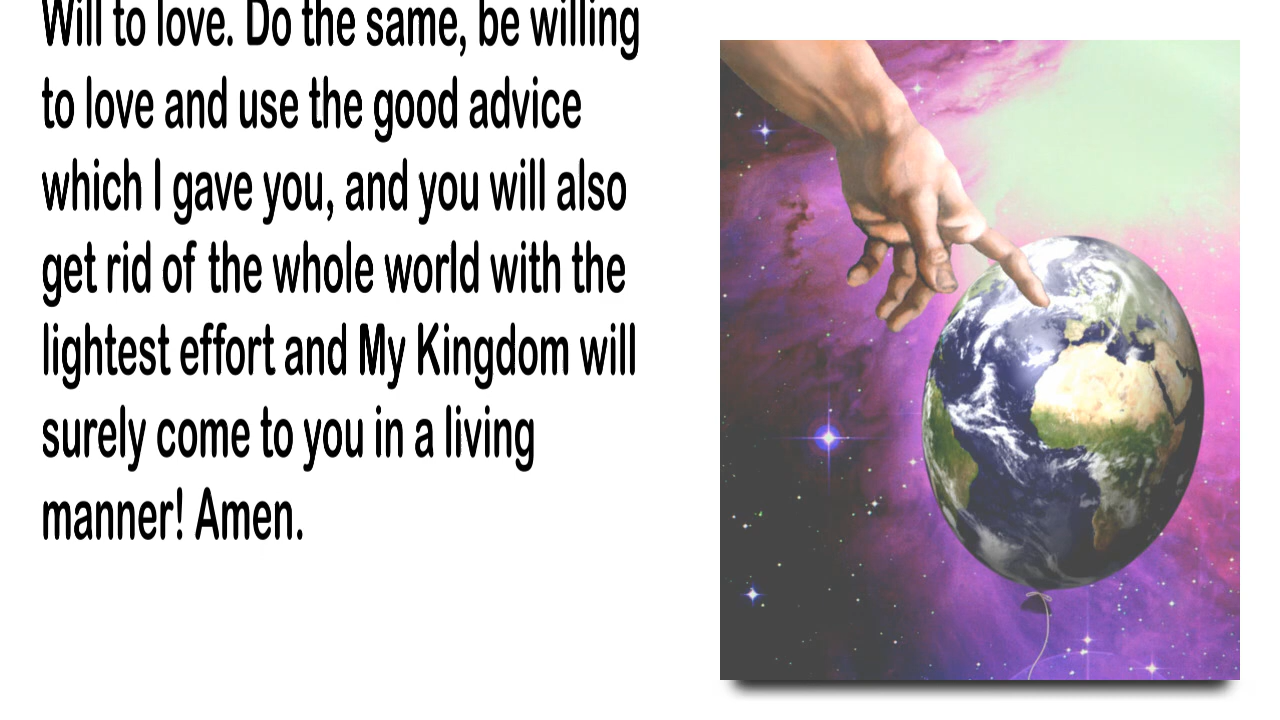 Will to love. Do the same, be willing
to love and use the good advice
which I gave you, and you will also
get rid of the whole world with the
lightest effort and My Kingdom will
surely come to you in a living
manner! Amen.